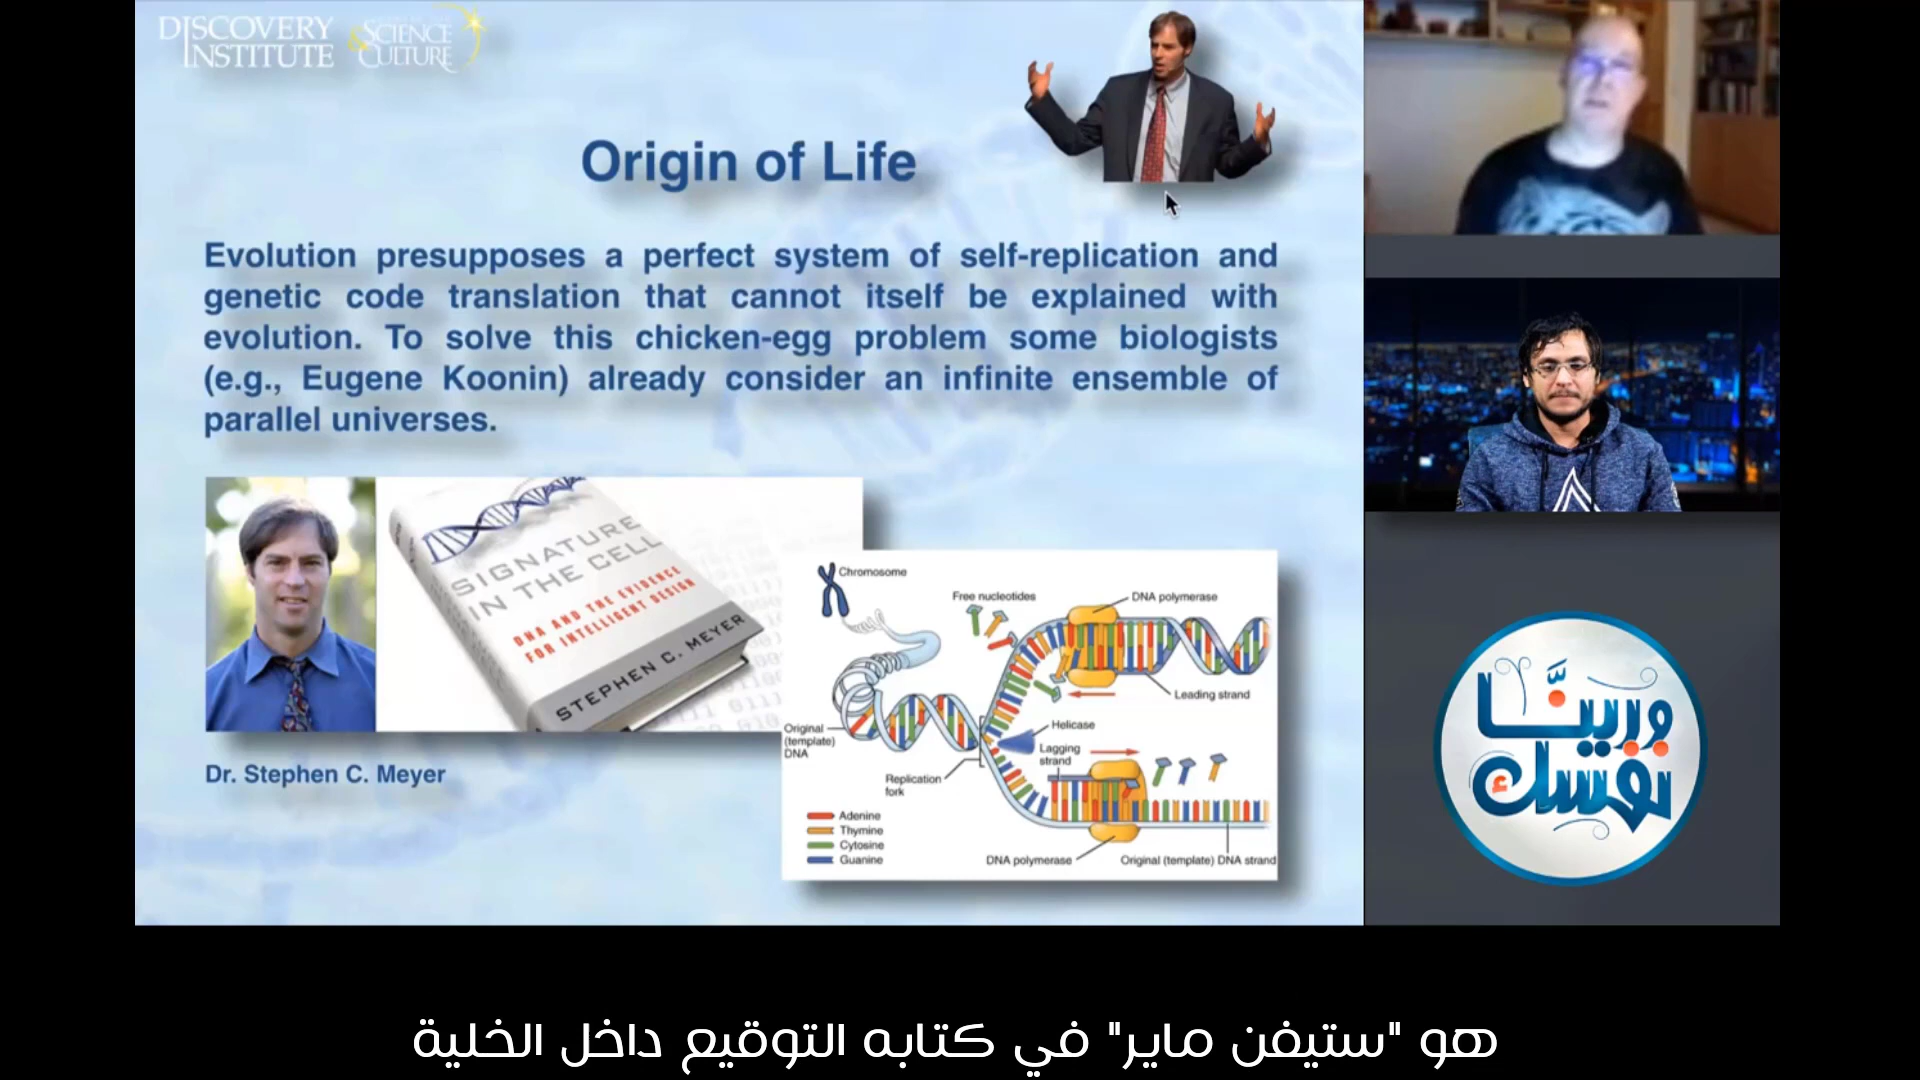 DISCOVERY
INSTITUTE
SCIENCE
& CULTURE
Origin of Life
Evolution presupposes a perfect system of self-replication and
genetic code translation that cannot itself be explained with
evolution. To solve this chicken-egg problem some biologists
(e.g., Eugene Koonin) already consider an infinite ensemble of
parallel universes.
SIGNATURE
IN THE CELL
DNA AND THE EVIDENCE
FOR INTELLIGENT DESIGN
STEPHEN C. MEYER
Dr. Stephen C. Meyer
Chromosome
Free nucleotides
DNA polymerase
Leading strand
Helicase
Lagging
strand
Original
(template)
DNA
Replication
fork
Adenine
Thymine
Cytosine
Guanine
DNA polymerase
Original (template) DNA strand
ورينَّا
نفسك
هو "ستيفن ماير" في كتابه التوقيع داخل الخلية